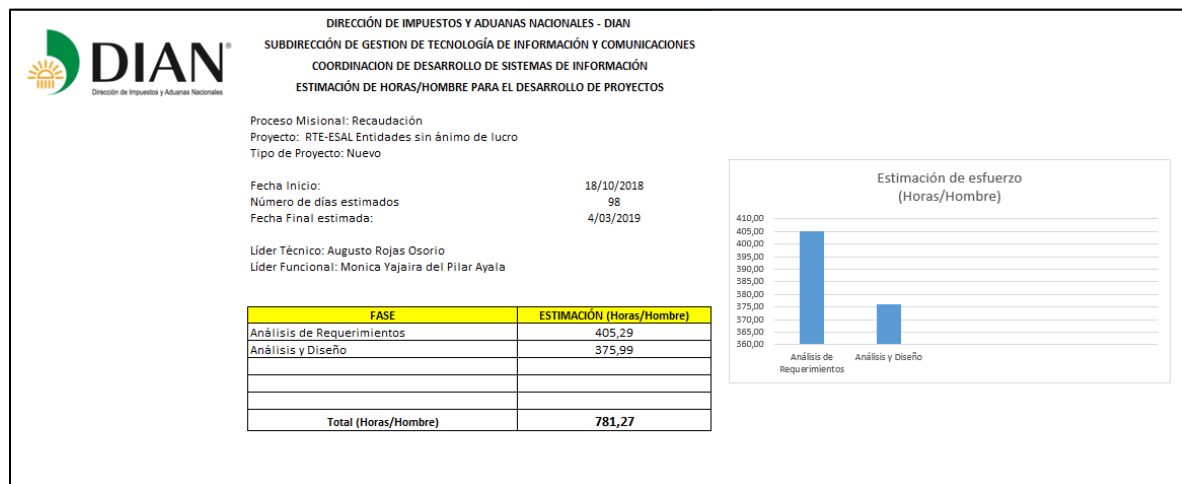 DIRECCIÓN DE IMPUESTOS Y ADUANAS NACIONALES - DIAN
SUBDIRECCIÓN DE GESTION DE TECNOLOGÍA DE INFORMACIÓN Y COMUNICACIONES
COORDINACION DE DESARROLLO DE SISTEMAS DE INFORMACIÓN
ESTIMACIÓN DE HORAS/HOMBRE PARA EL DESARROLLO DE PROYECTOS
DIAN®
Dirección de Impuestos y Aduanas Nacionales
Proceso Misional: Recaudación
Proyecto: RTE-ESAL Entidades sin ánimo de lucro
Tipo de Proyecto: Nuevo
Fecha Inicio: 18/10/2018
Número de días estimados 98
Fecha Final estimada: 4/03/2019
Líder Técnico: Augusto Rojas Osorio
Líder Funcional: Monica Yajaira del Pilar Ayala
FASE ESTIMACIÓN (Horas/Hombre)
Análisis de Requerimientos 405,29
Análisis y Diseño 375,99
Total (Horas/Hombre) 781,27
Estimación de esfuerzo
(Horas/Hombre)
410,00
405,00
400,00
395,00
390,00
385,00
380,00
375,00
370,00
365,00
360,00
Análisis de
Requerimientos
Análisis y Diseño